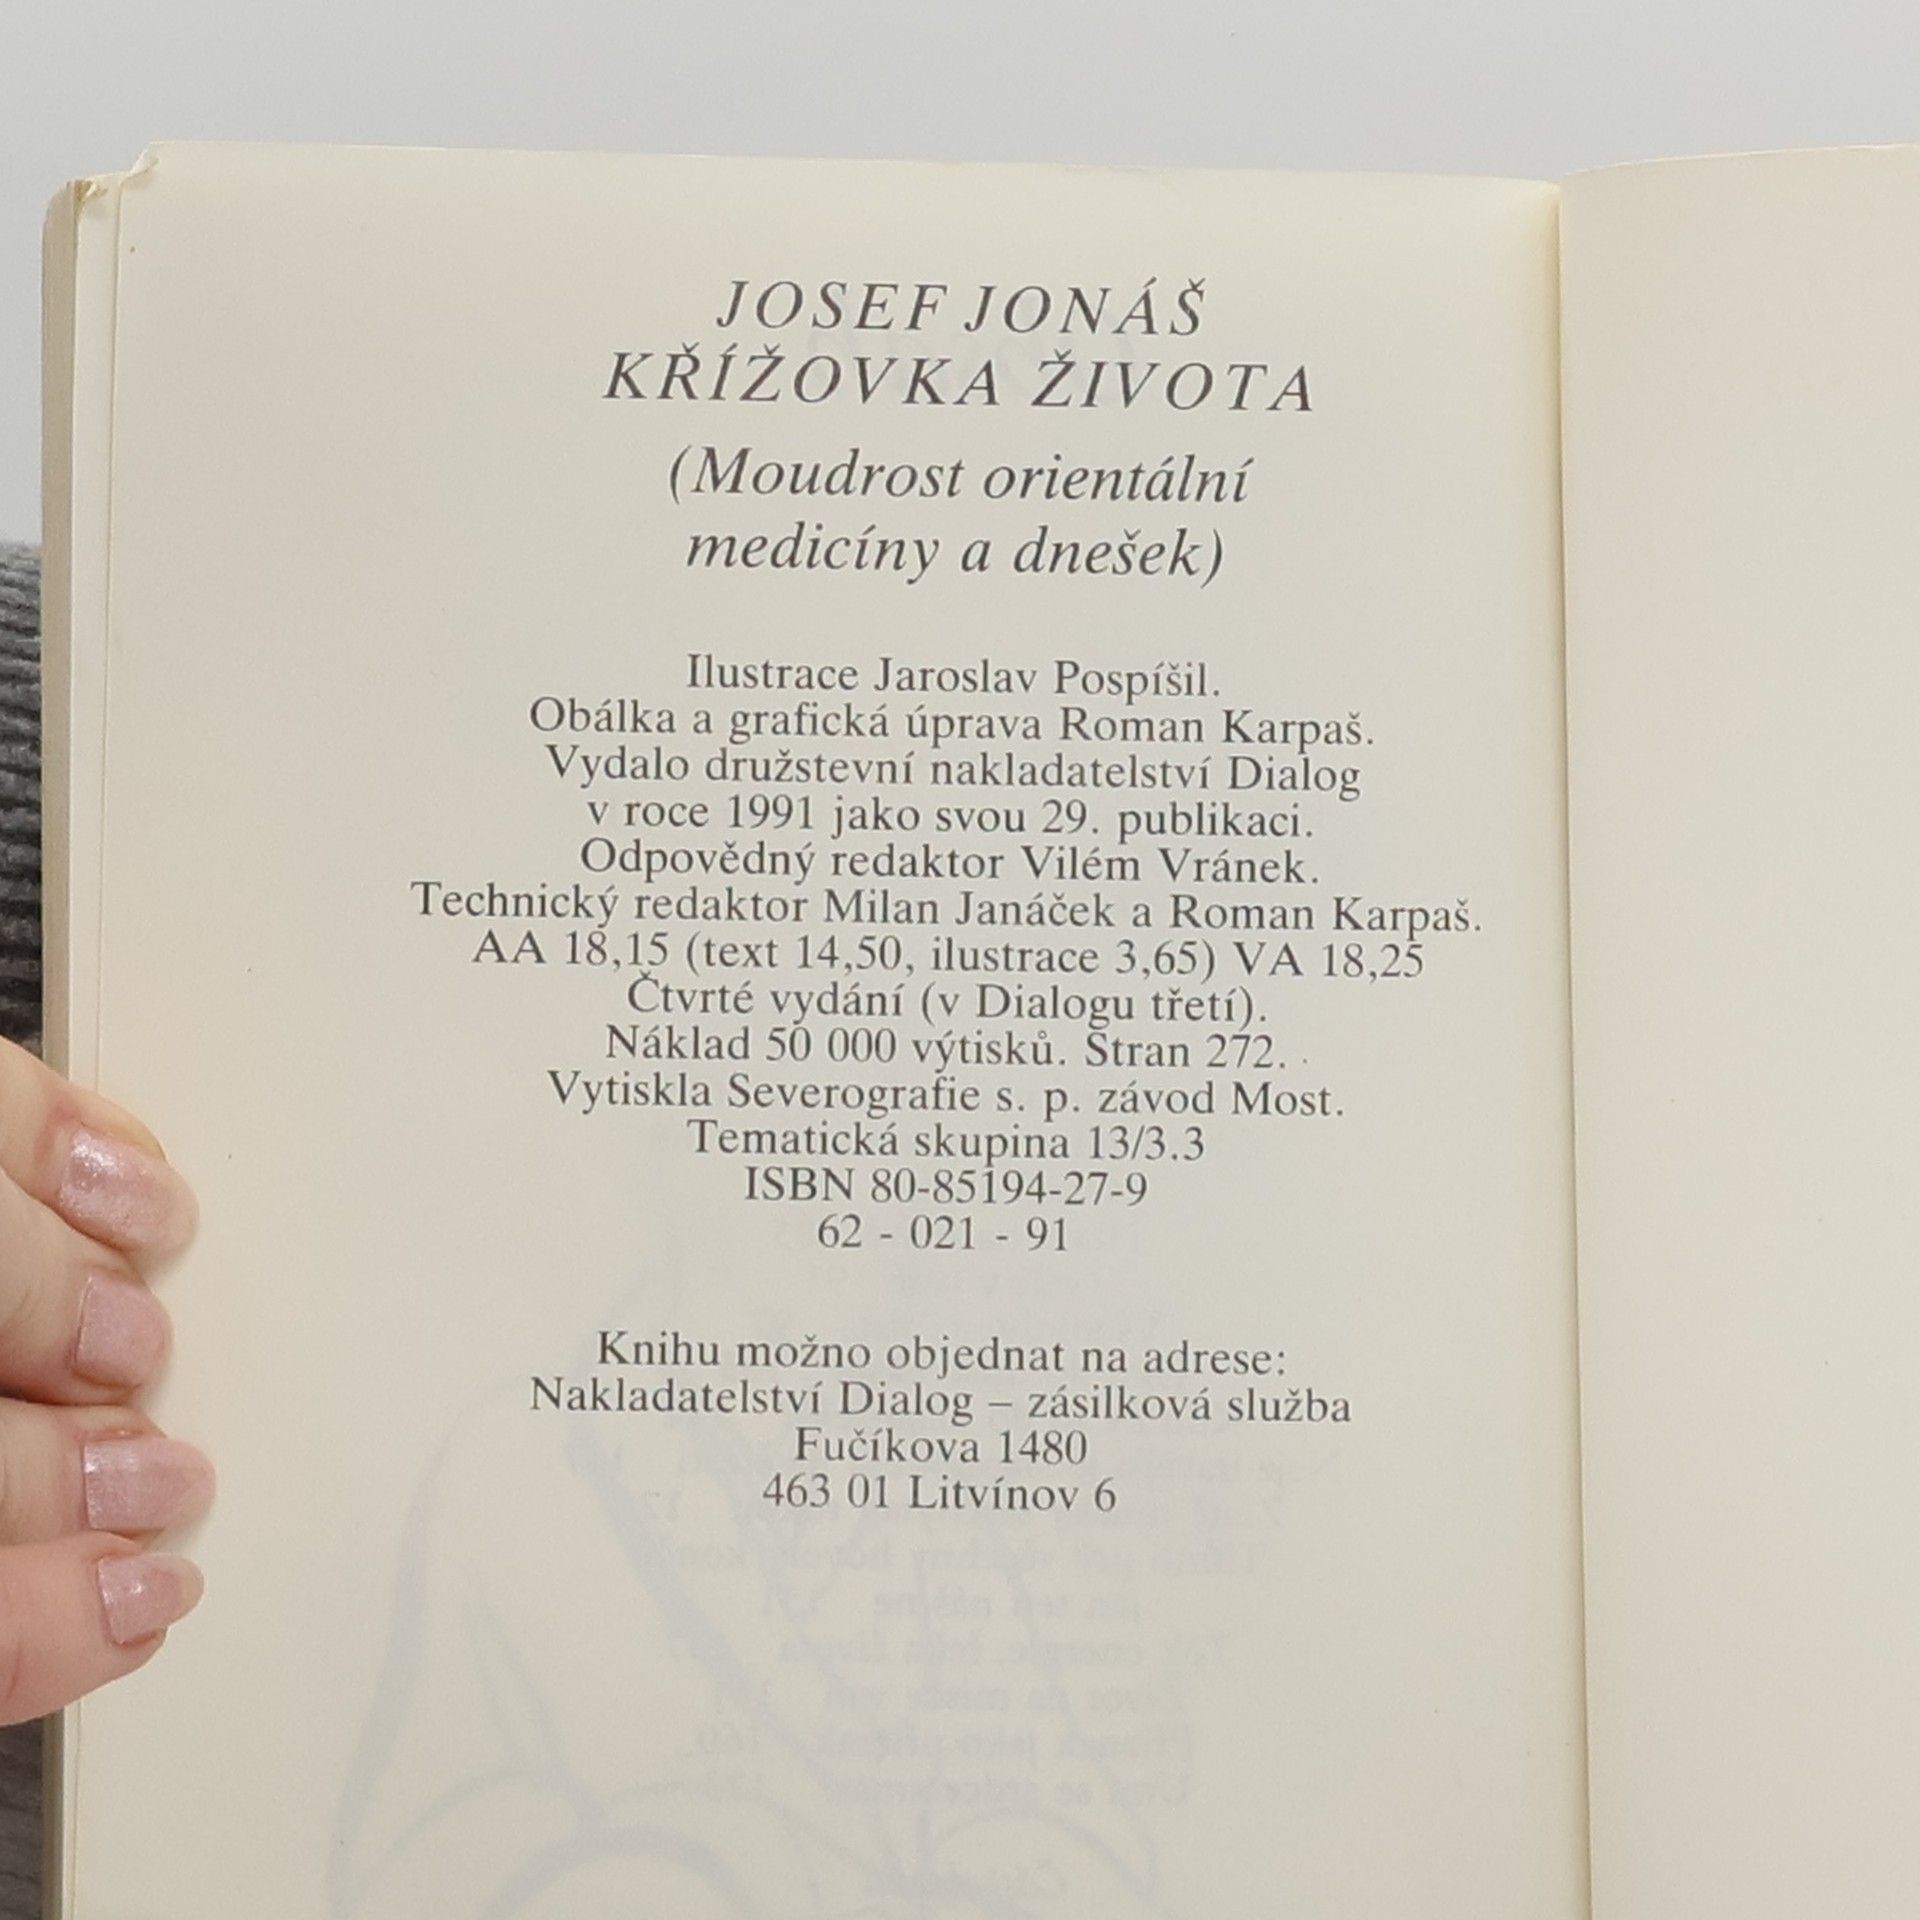 JOSEF JONÁŠ
KŘÍŽOVKA ŽIVOTA
(Moudrost orientální
medicíny a dnešek)
Ilustrace Jaroslav Pospíšil.
Obálka a grafická úprava Roman Karpaš.
Vydalo družstevní nakladatelství Dialog
v roce 1991 jako svou 29. publikaci.
Odpovědný redaktor Vilém Vránek.
Technický redaktor Milan Janáček a Roman Karpaš.
AA 18,15 (text 14,50, ilustrace 3,65) VA 18,25
Čtvrté vydání (v Dialogu třetí).
Náklad 50 000 výtisků. Stran 272.
Vytiskla Severografie s. p. závod Most.
Tematická skupina 13/3.3
ISBN 80-85194-27-9
62 - 021 - 91
Knihu možno objednat na adrese:
Nakladatelství Dialog – zásilková služba
Fučíkova 1480
463 01 Litvínov 6